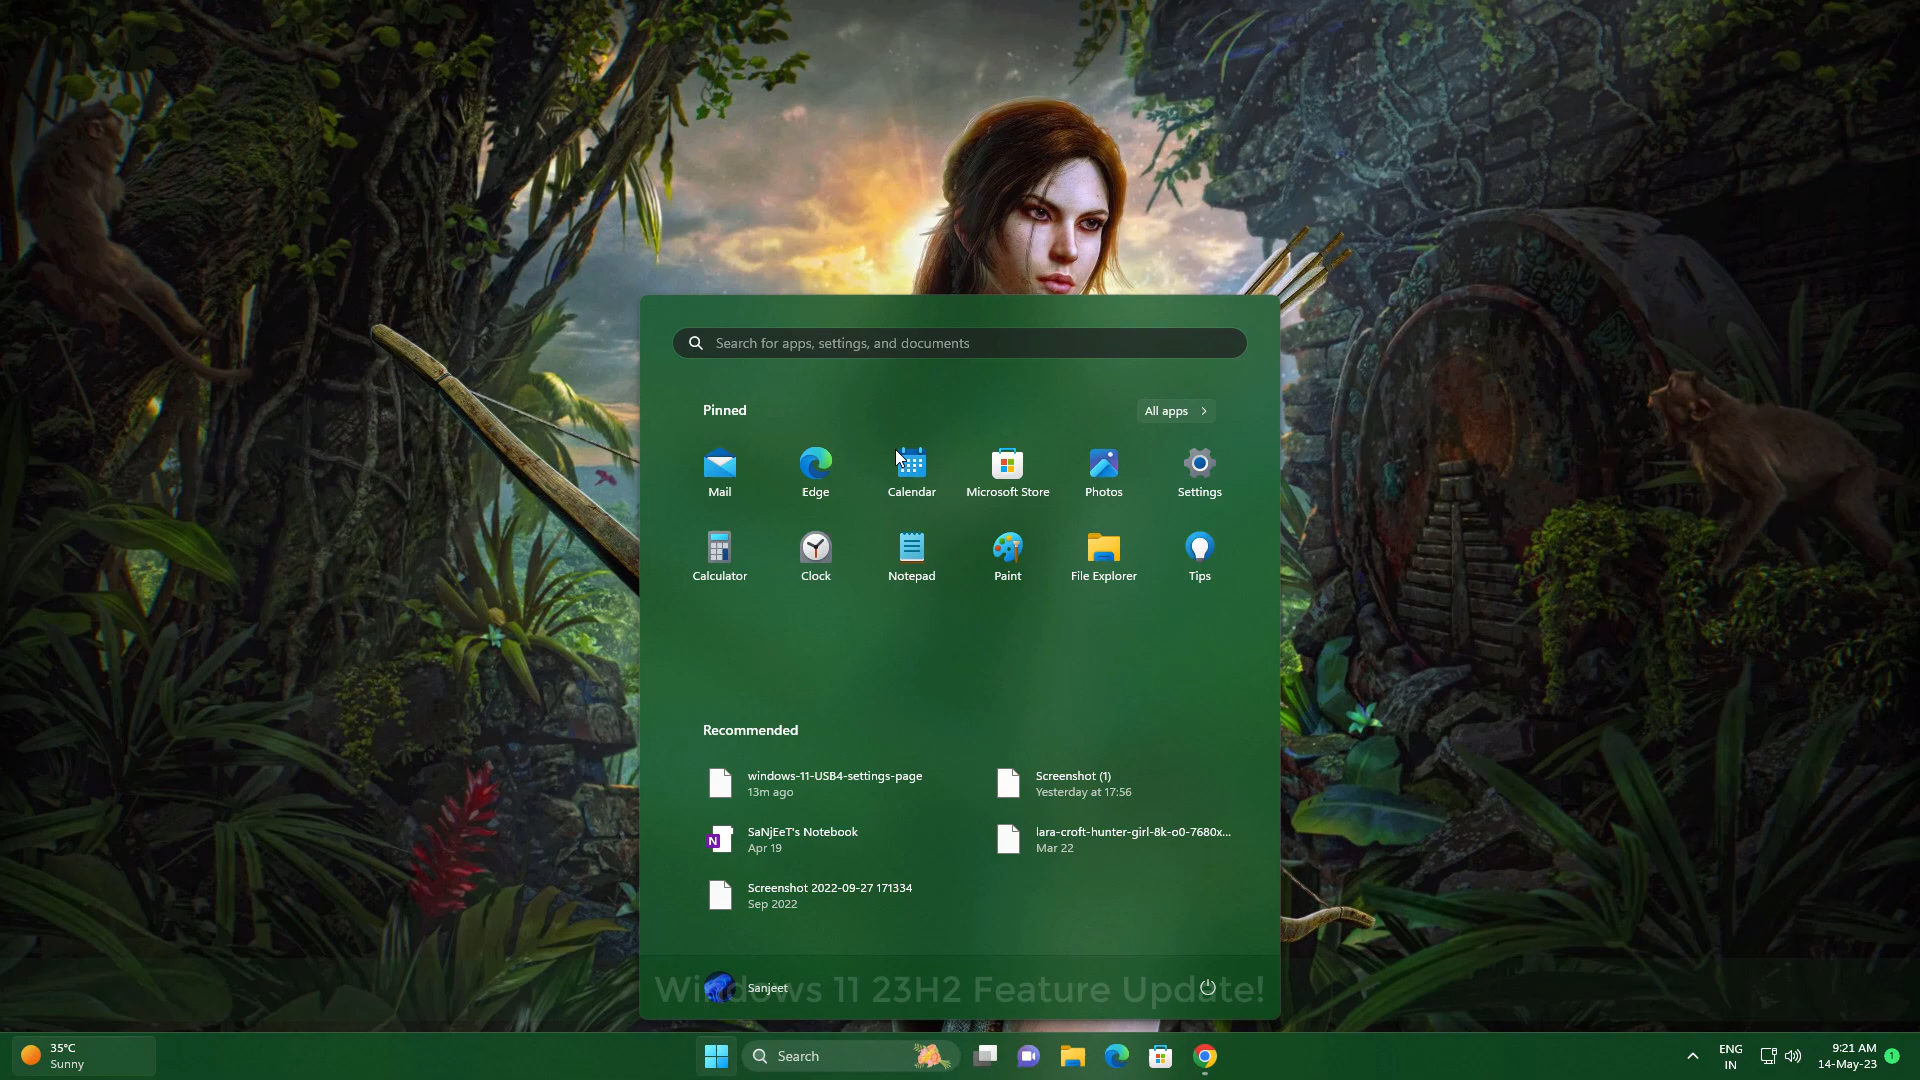 Search for apps, settings, and documents
Pinned
All apps
Mail
Edge
Calendar
Microsoft Store
Photos
Settings
Calculator
Clock
Notepad
Paint
File Explorer
Tips
Recommended
windows-11-USB4-settings-page
13m ago
Screenshot (1)
Yesterday at 17:56
SaNjEeT's Notebook
Apr 19
lara-croft-hunter-girl-8k-o0-7680x...
Mar 22
Screenshot 2022-09-27 171334
Sep 2022
Windows 11 23H2 Feature Update!
Sanjeet
35°C
Sunny
Search
ENG
IN
9:21 AM
14-May-23
1